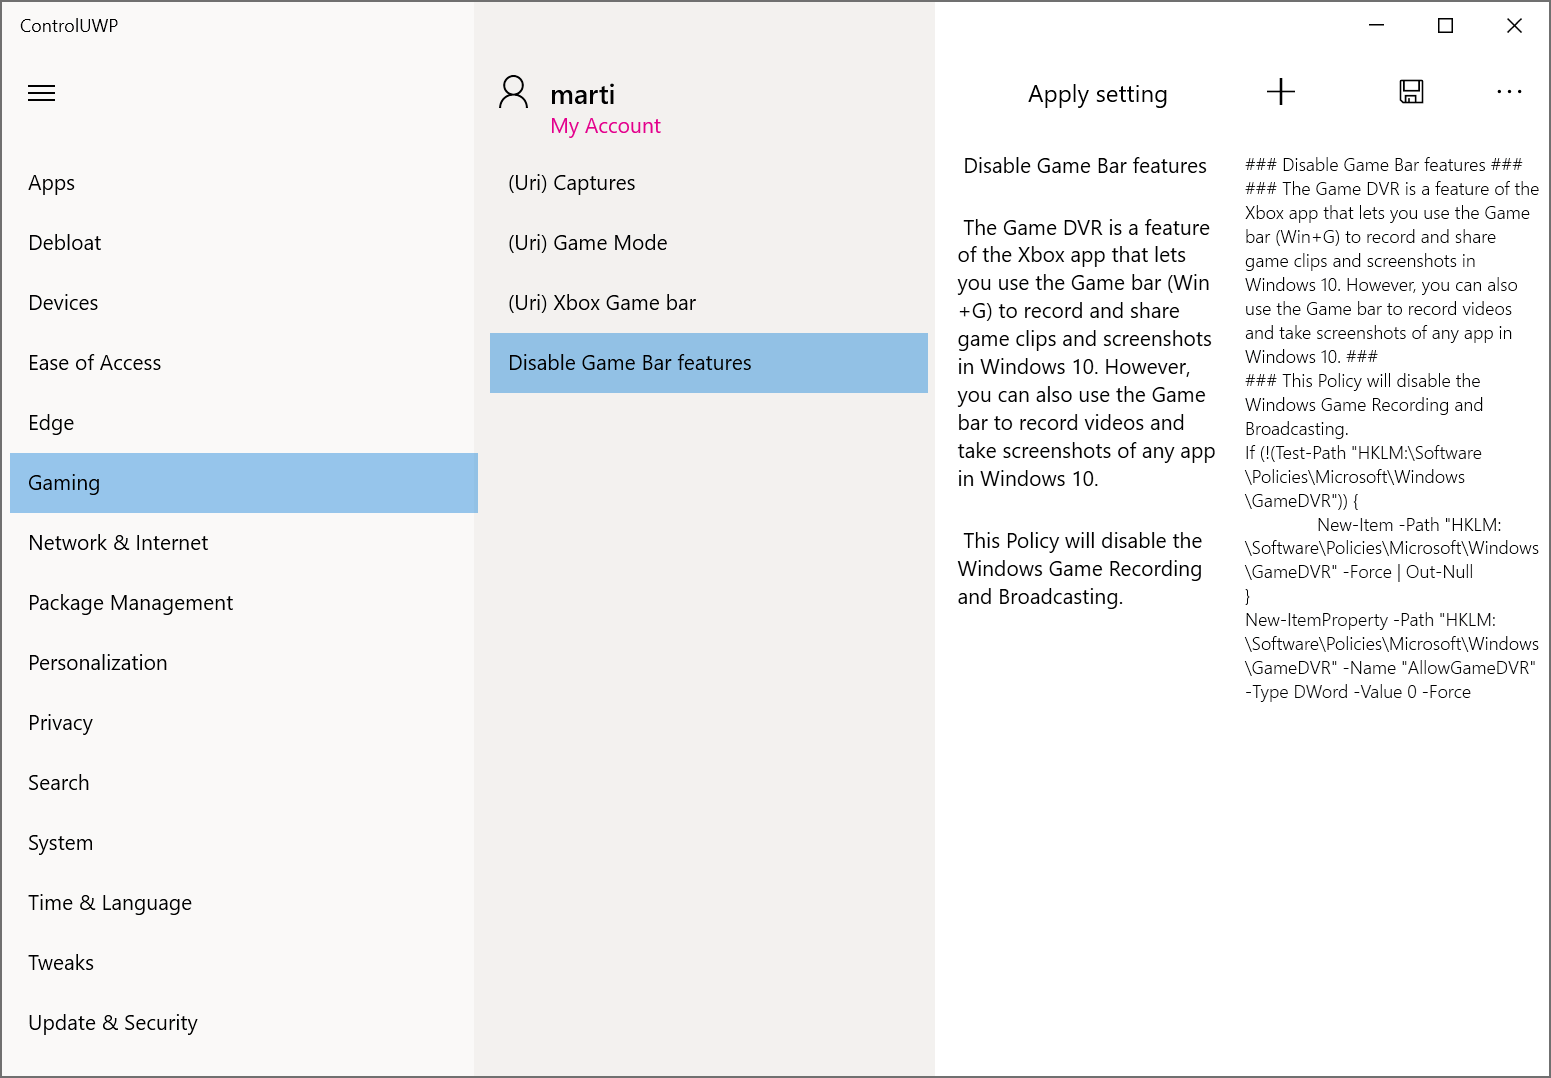 ControlUWP
Apps
Debloat
Devices
Ease of Access
Edge
Gaming
Network & Internet
Package Management
Personalization
Privacy
Search
System
Time & Language
Tweaks
Update & Security
marti
My Account
(Uri) Captures
(Uri) Game Mode
(Uri) Xbox Game bar
Disable Game Bar features
Apply setting
Disable Game Bar features
The Game DVR is a feature
of the Xbox app that lets
you use the Game bar (Win
+G) to record and share
game clips and screenshots
in Windows 10. However,
you can also use the Game
bar to record videos and
take screenshots of any app
in Windows 10.
This Policy will disable the
Windows Game Recording
and Broadcasting.
### Disable Game Bar features ###
### The Game DVR is a feature of the
Xbox app that lets you use the Game
bar (Win+G) to record and share
game clips and screenshots in
Windows 10. However, you can also
use the Game bar to record videos
and take screenshots of any app in
Windows 10. ###
### This Policy will disable the
Windows Game Recording and
Broadcasting.
If (!(Test-Path "HKLM:\Software
\Policies\Microsoft\Windows
\GameDVR")) {
New-Item -Path "HKLM:
\Software\Policies\Microsoft\Windows
\GameDVR" -Force | Out-Null
}
New-ItemProperty -Path "HKLM:
\Software\Policies\Microsoft\Windows
\GameDVR" -Name "AllowGameDVR"
-Type DWord -Value 0 -Force